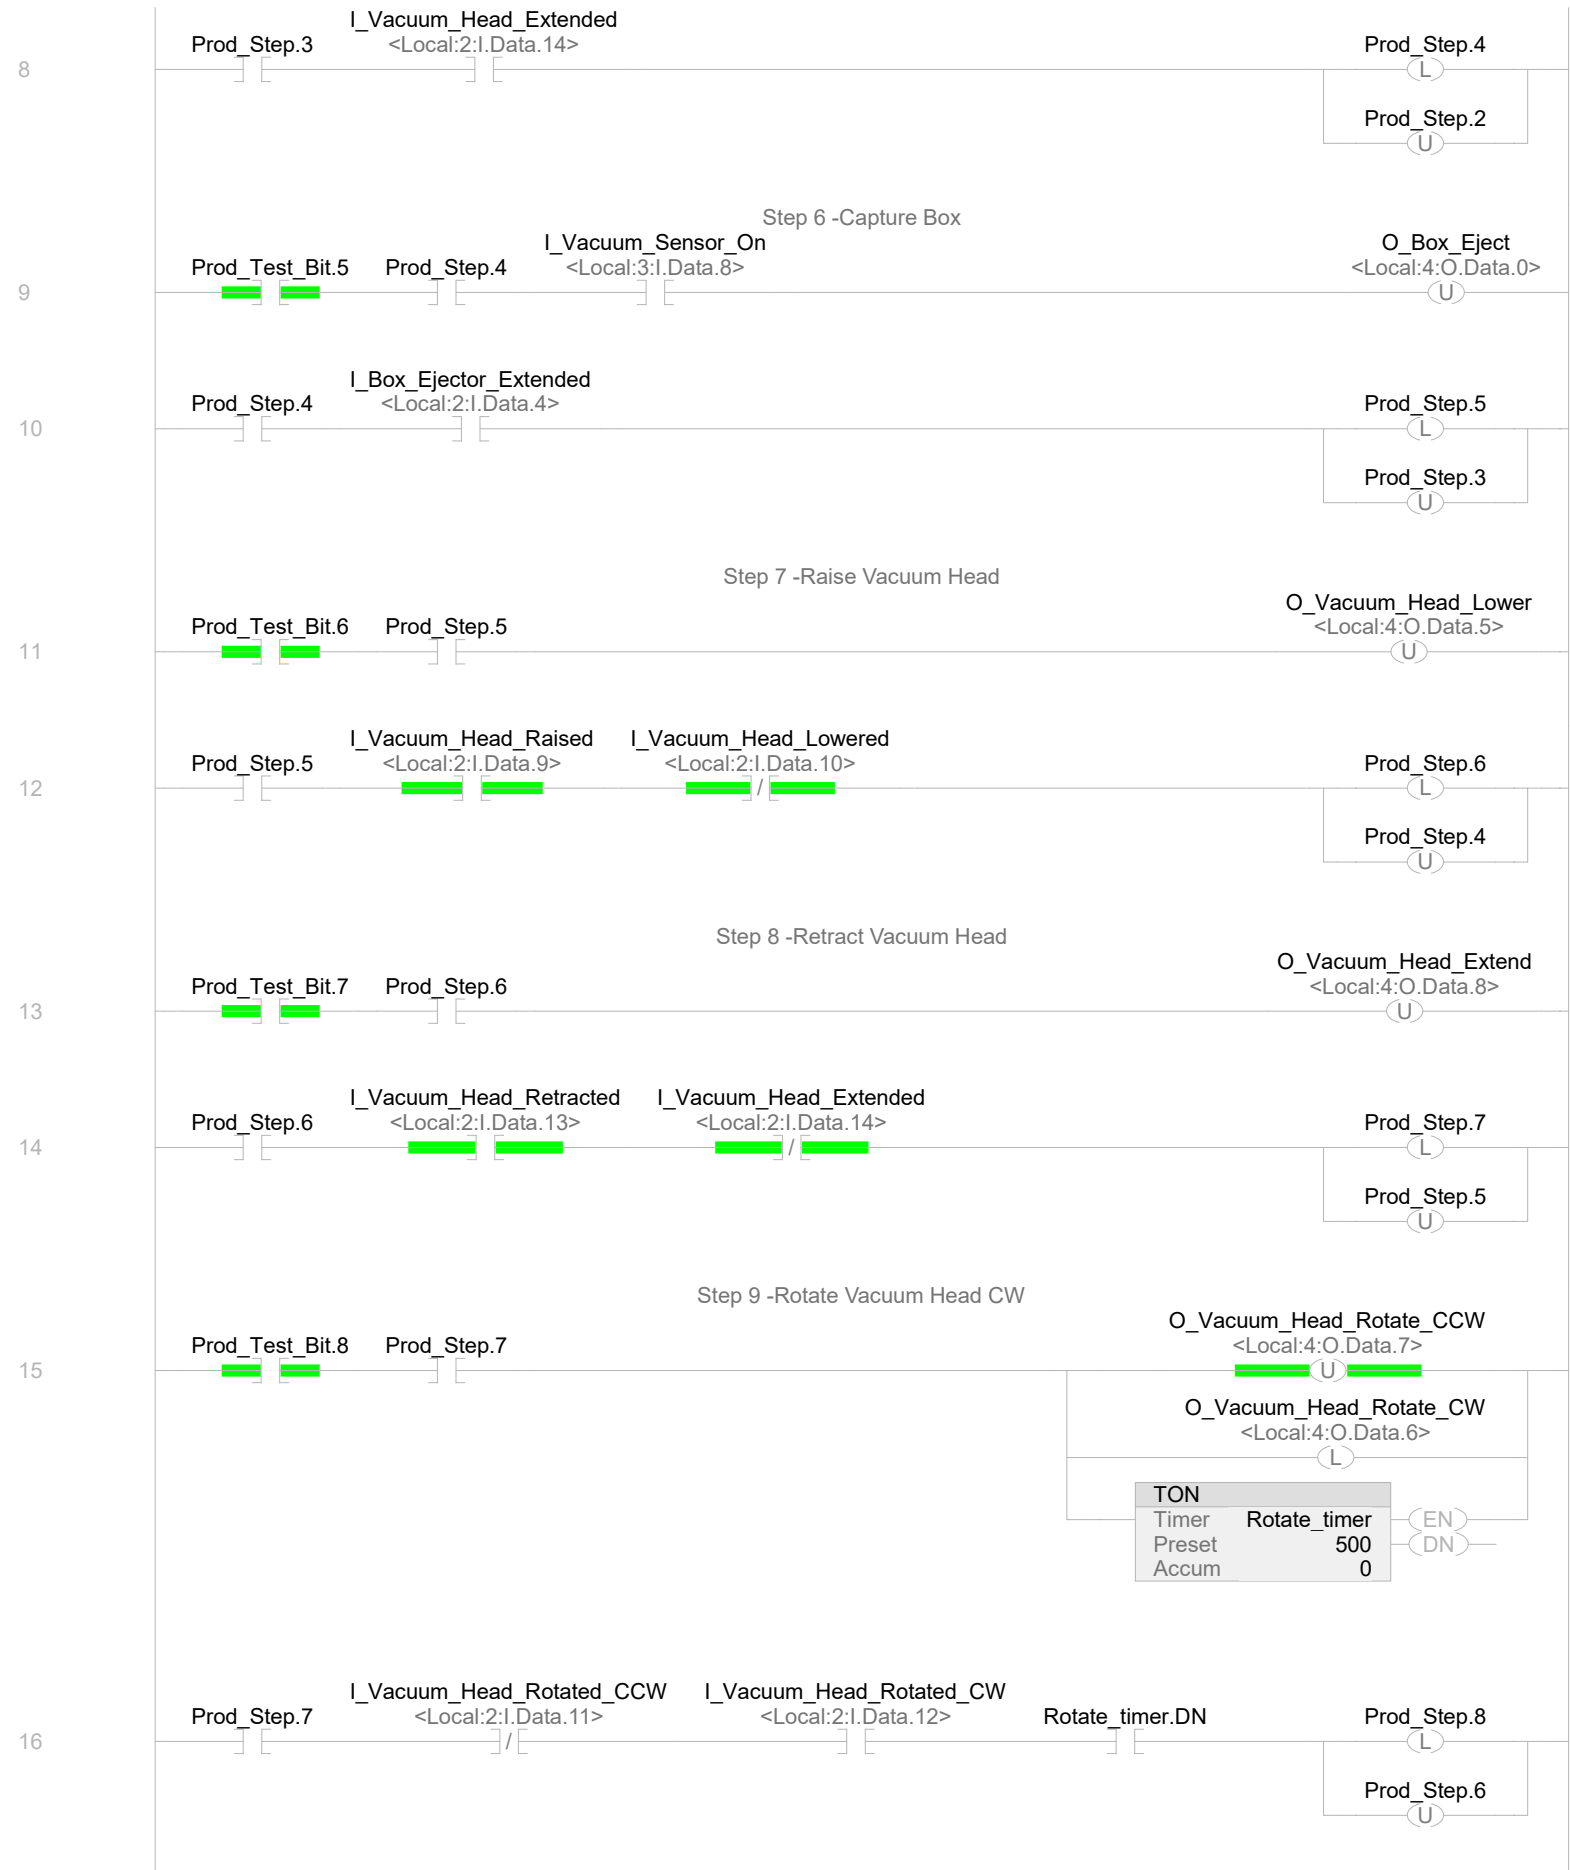 I_Vacuum_Head_Extended
Prod_Step.3 <Local:2:I.Data.14> Prod_Step.4
8 L
Prod_Step.2
U
Step 6 -Capture Box
I_Vacuum_Sensor_On O_Box_Eject
Prod_Test_Bit.5 Prod_Step.4 <Local:3:I.Data.8> <Local:4:O.Data.0>
9 U
I_Box_Ejector_Extended
Prod_Step.4 <Local:2:I.Data.4> Prod_Step.5
10 L
Prod_Step.3
U
Step 7 -Raise Vacuum Head
O_Vacuum_Head_Lower
Prod_Test_Bit.6 Prod_Step.5 <Local:4:O.Data.5>
11 U
I_Vacuum_Head_Raised I_Vacuum_Head_Lowered
Prod_Step.5 <Local:2:I.Data.9> <Local:2:I.Data.10> Prod_Step.6
12 / L
Prod_Step.4
U
Step 8 -Retract Vacuum Head
O_Vacuum_Head_Extend
Prod_Test_Bit.7 Prod_Step.6 <Local:4:O.Data.8>
13 U
I_Vacuum_Head_Retracted I_Vacuum_Head_Extended
Prod_Step.6 <Local:2:I.Data.13> <Local:2:I.Data.14> Prod_Step.7
14 / L
Prod_Step.5
U
Step 9 -Rotate Vacuum Head CW
O_Vacuum_Head_Rotate_CCW
Prod_Test_Bit.8 Prod_Step.7 <Local:4:O.Data.7>
15 U
O_Vacuum_Head_Rotate_CW
<Local:4:O.Data.6>
L
TON
Timer Rotate_timer EN
Preset 500 DN
Accum 0
I_Vacuum_Head_Rotated_CCW I_Vacuum_Head_Rotated_CW
Prod_Step.7 <Local:2:I.Data.11> <Local:2:I.Data.12> Rotate_timer.DN Prod_Step.8
16 / L
Prod_Step.6
U